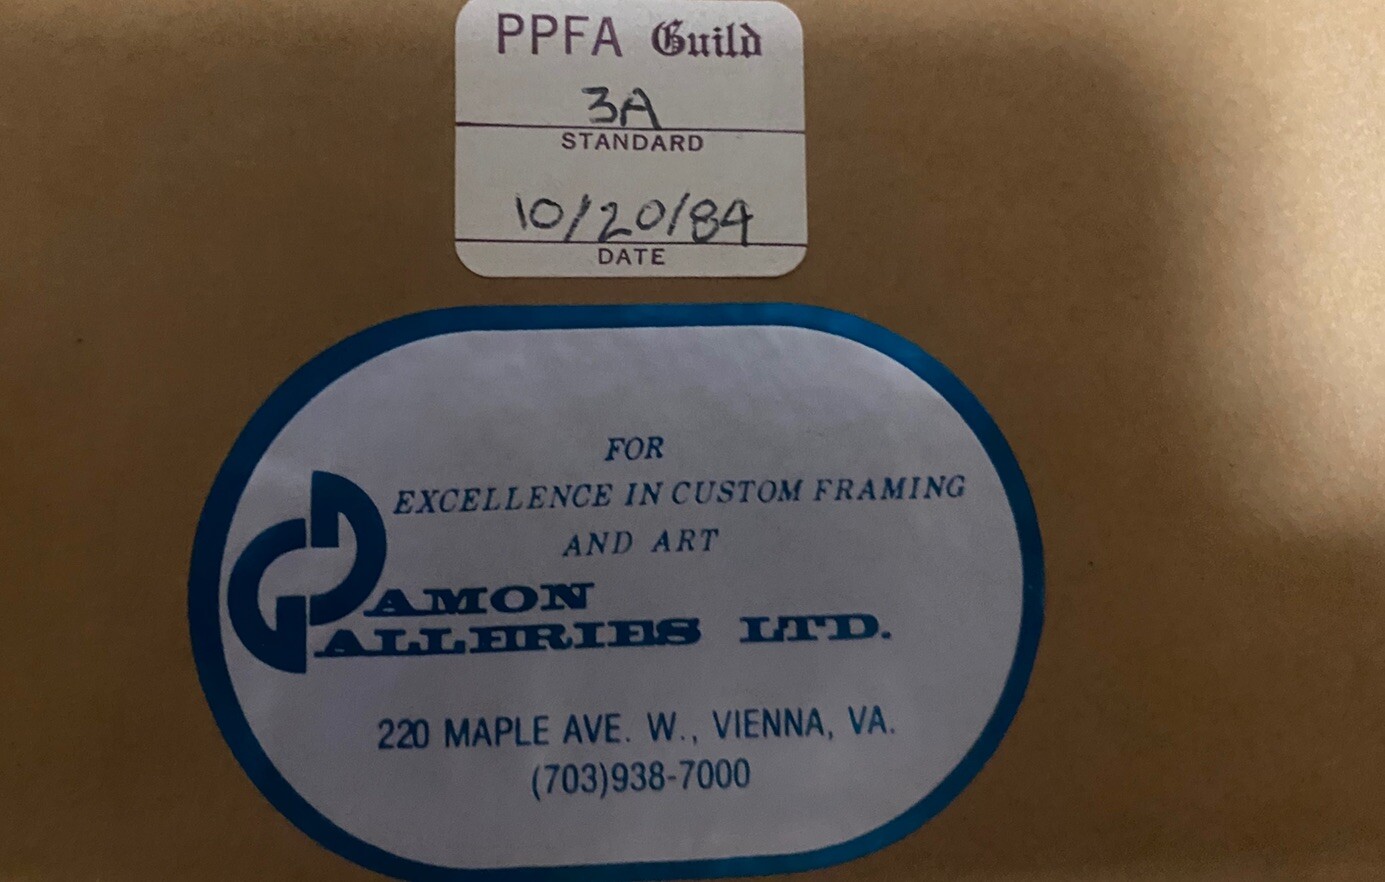 PPFA Guild
3A
STANDARD
10/20/84
DATE
FOR
EXCELLENCE IN CUSTOM FRAMING
AND ART
DAMON
GALLERIES LTD.
220 MAPLE AVE. W., VIENNA, VA.
(703)938-7000